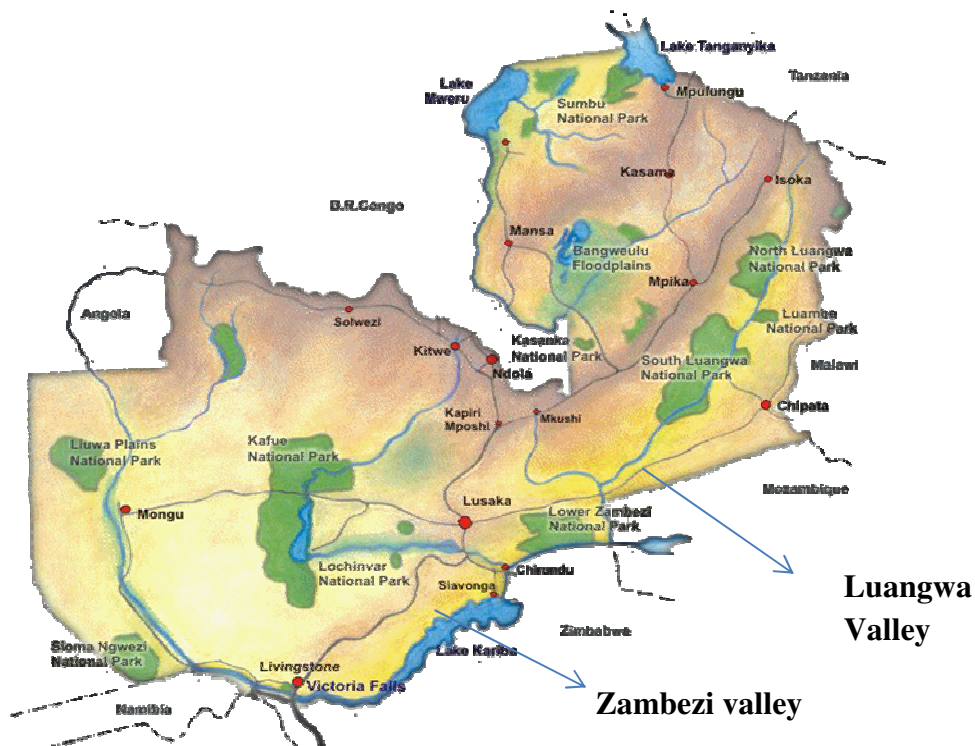 Lake Tanganyika
Tanzania
Lake
Mweru
Mpulungu
Sumbu
National Park
Kasama
Isoka
D.R.Congo
Mansa
Bangweulu
Floodplains
North Luangwa
National Park
Mpika
Angola
Solwezi
Luambe
National Park
Kitwe
Kasanka
National Park
Ndola
South Luangwa
National Park
Malawi
Chipata
Kapiri
Mposhi
Mkushi
Liuwa Plains
National Park
Kafue
National Park
Mozambique
Lusaka
Mongu
Lower Zambezi
National Park
Lochinvar
National Park
Chirundu
Siavonga
Luangwa
Valley
Zimbabwe
Sioma Ngwezi
National Park
Lake Kariba
Livingstone
Victoria Falls
Namibia
Zambezi valley